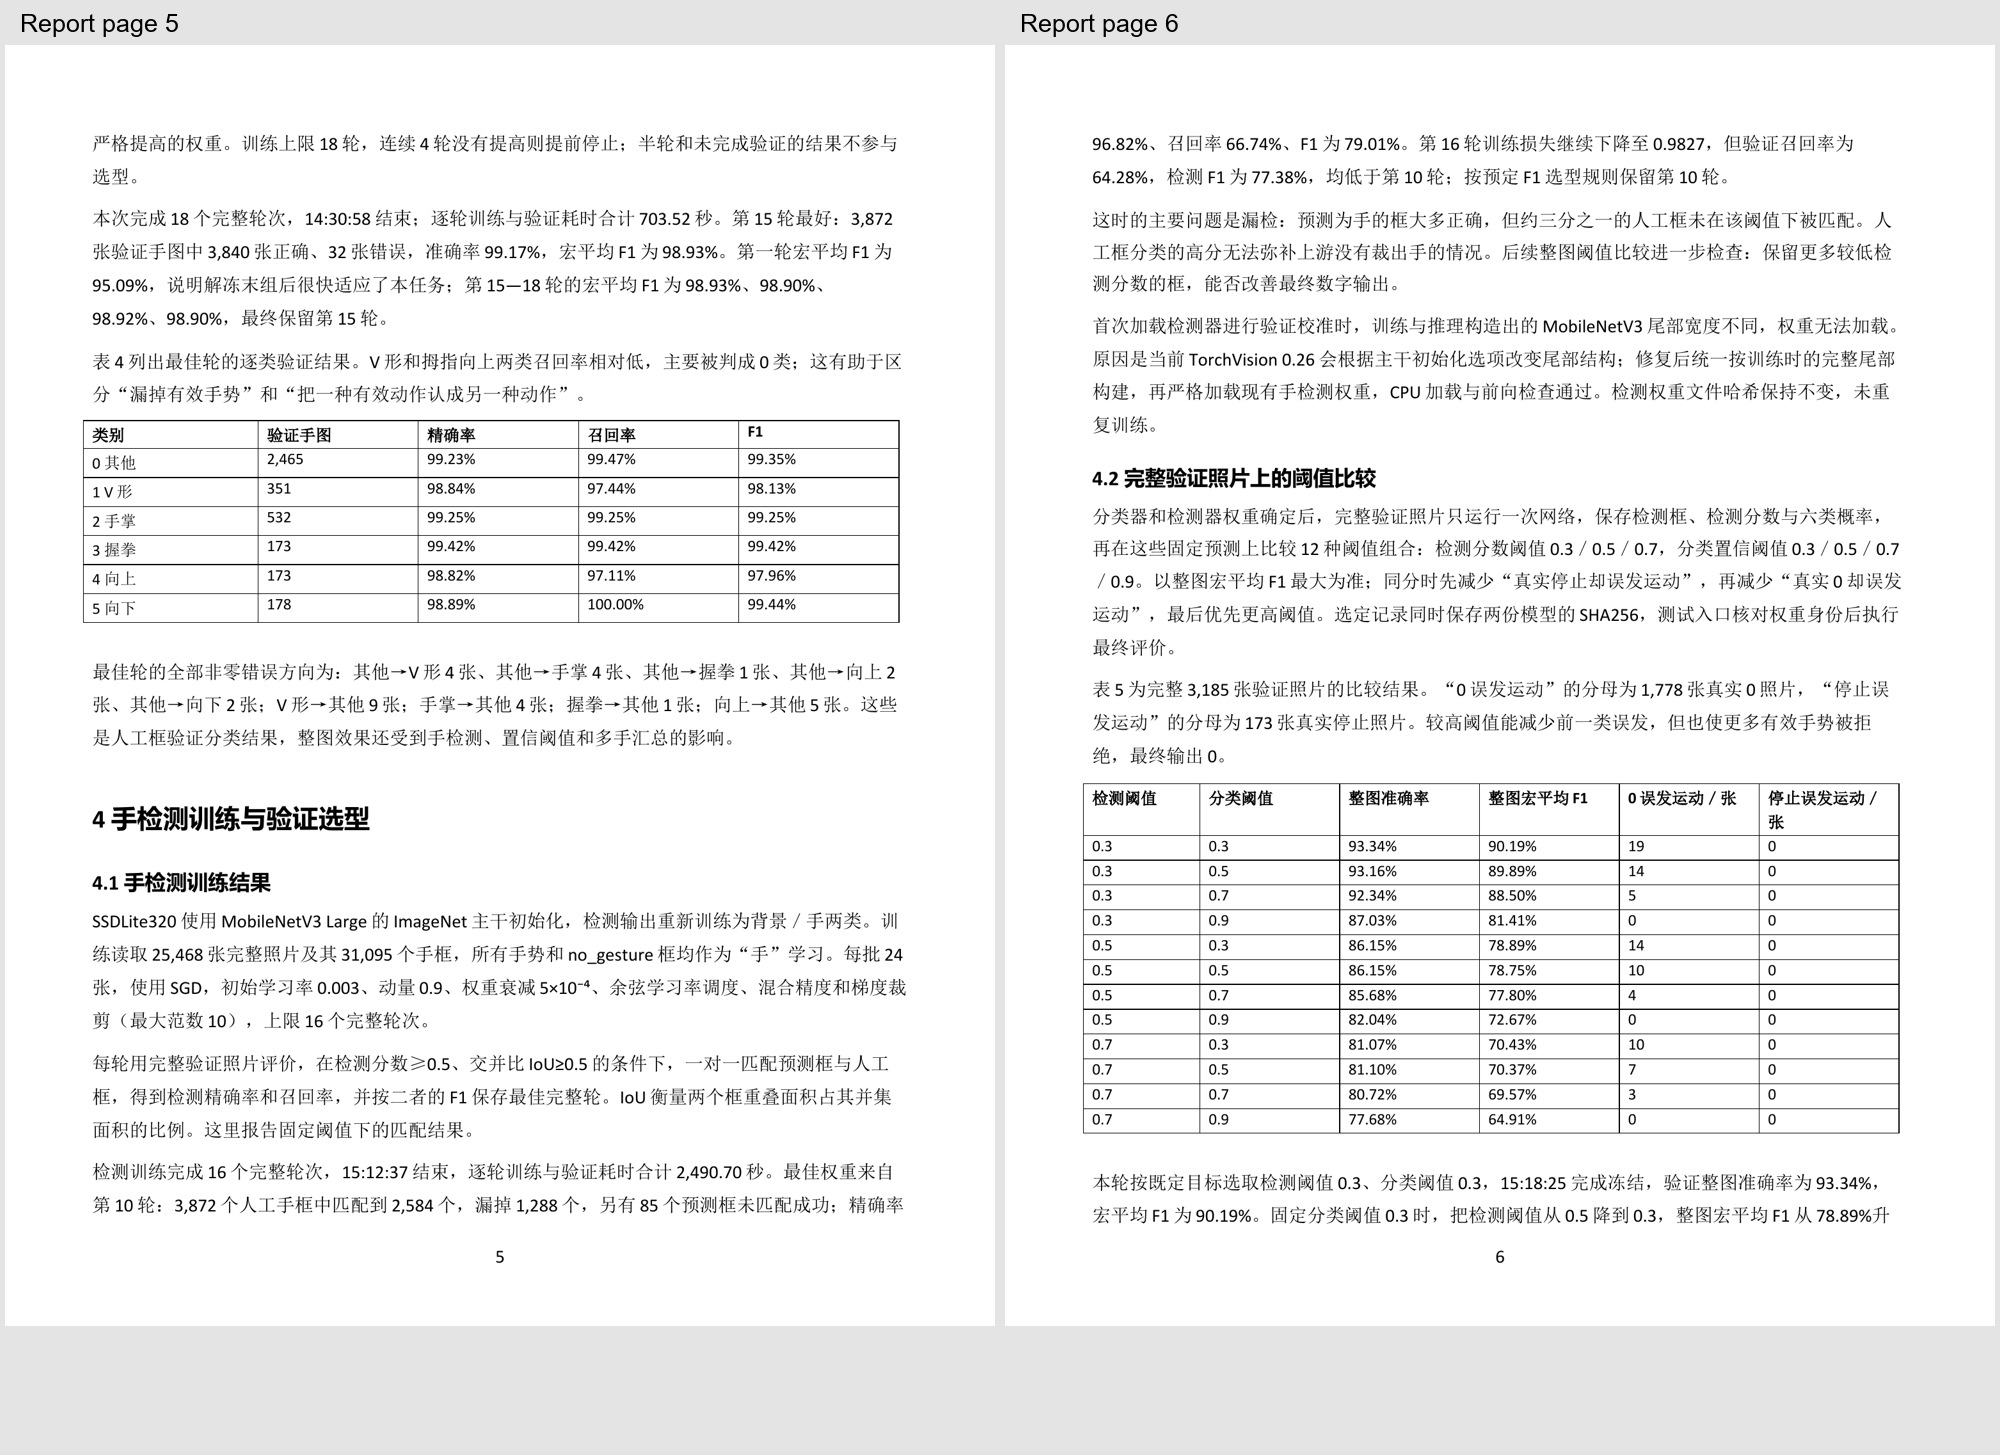 Report page 5
严格提高的权重。训练上限 18 轮，连续 4 轮没有提高则提前停止；半轮和未完成验证的结果不参与
选型。
本次完成 18 个完整轮次，14:30:58 结束；逐轮训练与验证耗时合计 703.52 秒。第 15 轮最好：3,872
张验证手图中 3,840 张正确、32 张错误，准确率 99.17%，宏平均 F1 为 98.93%。第一轮宏平均 F1 为
95.09%，说明解冻末组后很快适应了本任务；第 15—18 轮的宏平均 F1 为 98.93%、98.90%、
98.92%、98.90%，最终保留第 15 轮。
表 4 列出最佳轮的逐类验证结果。V 形和拇指向上两类召回率相对低，主要被判成 0 类；这有助于区
分“漏掉有效手势”和“把一种有效动作认成另一种动作”。
类别 验证手图 精确率 召回率 F1
0 其他 2,465 99.23% 99.47% 99.35%
1 V 形 351 98.84% 97.44% 98.13%
2 手掌 532 99.25% 99.25% 99.25%
3 握拳 173 99.42% 99.42% 99.42%
4 向上 173 98.82% 97.11% 97.96%
5 向下 178 98.89% 100.00% 99.44%
最佳轮的全部非零错误方向为：其他→V 形 4 张、其他→手掌 4 张、其他→握拳 1 张、其他→向上 2
张、其他→向下 2 张；V 形→其他 9 张；手掌→其他 4 张；握拳→其他 1 张；向上→其他 5 张。这些
是人工框验证分类结果，整图效果还受到手检测、置信阈值和多手汇总的影响。
4 手检测训练与验证选型
4.1 手检测训练结果
SSDLite320 使用 MobileNetV3 Large 的 ImageNet 主干初始化，检测输出重新训练为背景 / 手两类。训
练读取 25,468 张完整照片及其 31,095 个手框，所有手势和 no_gesture 框均作为“手”学习。每批 24
张，使用 SGD，初始学习率 0.003、动量 0.9、权重衰减 5×10⁻⁴、余弦学习率调度、混合精度和梯度裁
剪（最大范数 10），上限 16 个完整轮次。
每轮用完整验证照片评价，在检测分数≥0.5、交并比 IoU≥0.5 的条件下，一对一匹配预测框与人工
框，得到检测精确率和召回率，并按二者的 F1 保存最佳完整轮。IoU 衡量两个框重叠面积占其并集
面积的比例。这里报告固定阈值下的匹配结果。
检测训练完成 16 个完整轮次，15:12:37 结束，逐轮训练与验证耗时合计 2,490.70 秒。最佳权重来自
第 10 轮：3,872 个人工手框中匹配到 2,584 个，漏掉 1,288 个，另有 85 个预测框未匹配成功；精确率
5
Report page 6
96.82%、召回率 66.74%、F1 为 79.01%。第 16 轮训练损失继续下降至 0.9827，但验证召回率为
64.28%，检测 F1 为 77.38%，均低于第 10 轮；按预定 F1 选型规则保留第 10 轮。
这时的主要问题是漏检：预测为手的框大多正确，但约三分之一的人工框未在该阈值下被匹配。人
工框分类的高分无法弥补上游没有裁出手的情况。后续整图阈值比较进一步检查：保留更多较低检
测分数的框，能否改善最终数字输出。
首次加载检测器进行验证校准时，训练与推理构造出的 MobileNetV3 尾部宽度不同，权重无法加载。
原因是当前 TorchVision 0.26 会根据主干初始化选项改变尾部结构；修复后统一按训练时的完整尾部
构建，再严格加载现有手检测权重，CPU 加载与前向检查通过。检测权重文件哈希保持不变，未重
复训练。
4.2 完整验证照片上的阈值比较
分类器和检测器权重确定后，完整验证照片只运行一次网络，保存检测框、检测分数与六类概率，
再在这些固定预测上比较 12 种阈值组合：检测分数阈值 0.3 / 0.5 / 0.7，分类置信阈值 0.3 / 0.5 / 0.7
/ 0.9。以整图宏平均 F1 最大为准；同分时先减少“真实停止却误发运动”，再减少“真实 0 却误发
运动”，最后优先更高阈值。选定记录同时保存两份模型的 SHA256，测试入口核对权重身份后执行
最终评价。
表 5 为完整 3,185 张验证照片的比较结果。“0 误发运动”的分母为 1,778 张真实 0 照片，“停止误
发运动”的分母为 173 张真实停止照片。较高阈值能减少前一类误发，但也使更多有效手势被拒
绝，最终输出 0。
检测阈值 分类阈值 整图准确率 整图宏平均 F1 0 误发运动 / 张 停止误发运动 /
张
0.3 0.3 93.34% 90.19% 19 0
0.3 0.5 93.16% 89.89% 14 0
0.3 0.7 92.34% 88.50% 5 0
0.3 0.9 87.03% 81.41% 0 0
0.5 0.3 86.15% 78.89% 14 0
0.5 0.5 86.15% 78.75% 10 0
0.5 0.7 85.68% 77.80% 4 0
0.5 0.9 82.04% 72.67% 0 0
0.7 0.3 81.07% 70.43% 10 0
0.7 0.5 81.10% 70.37% 7 0
0.7 0.7 80.72% 69.57% 3 0
0.7 0.9 77.68% 64.91% 0 0
本轮按既定目标选取检测阈值 0.3、分类阈值 0.3，15:18:25 完成冻结，验证整图准确率为 93.34%，
宏平均 F1 为 90.19%。固定分类阈值 0.3 时，把检测阈值从 0.5 降到 0.3，整图宏平均 F1 从 78.89%升
6